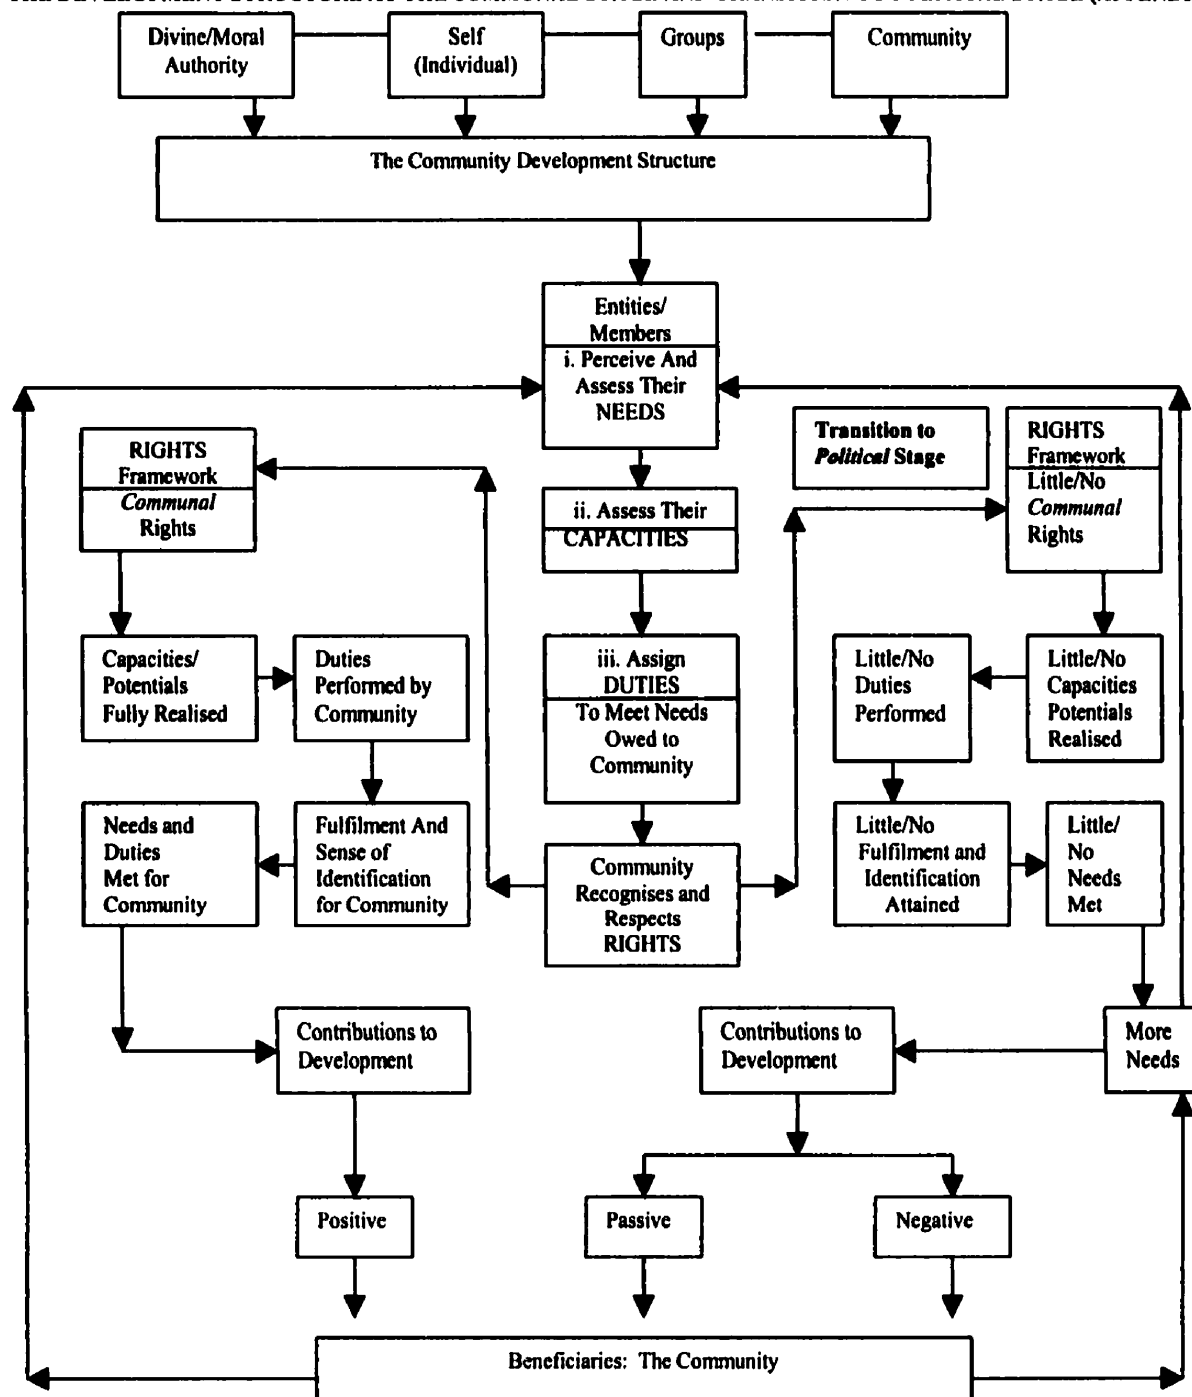 Divine/Moral
Authority
Self
(Individual)
Groups
Community
The Community Development Structure
Entities/
Members
i. Perceive And
Assess Their
NEEDS
RIGHTS
Framework
Communal
Rights
Transition to
Political Stage
RIGHTS
Framework
Little/No
Communal
Rights
ii. Assess Their
CAPACITIES
Capacities/
Potentials
Fully Realised
Duties
Performed by
Community
iii. Assign
DUTIES
To Meet Needs
Owed to
Community
Little/No
Duties
Performed
Little/No
Capacities
Potentials
Realised
Needs and
Duties
Met for
Community
Fulfilment And
Sense of
Identification
for Community
Community
Recognises and
Respects
RIGHTS
Little/No
Fulfilment and
Identification
Attained
Little/
No
Needs
Met
Contributions to
Development
Contributions to
Development
More
Needs
Positive
Passive
Negative
Beneficiaries: The Community